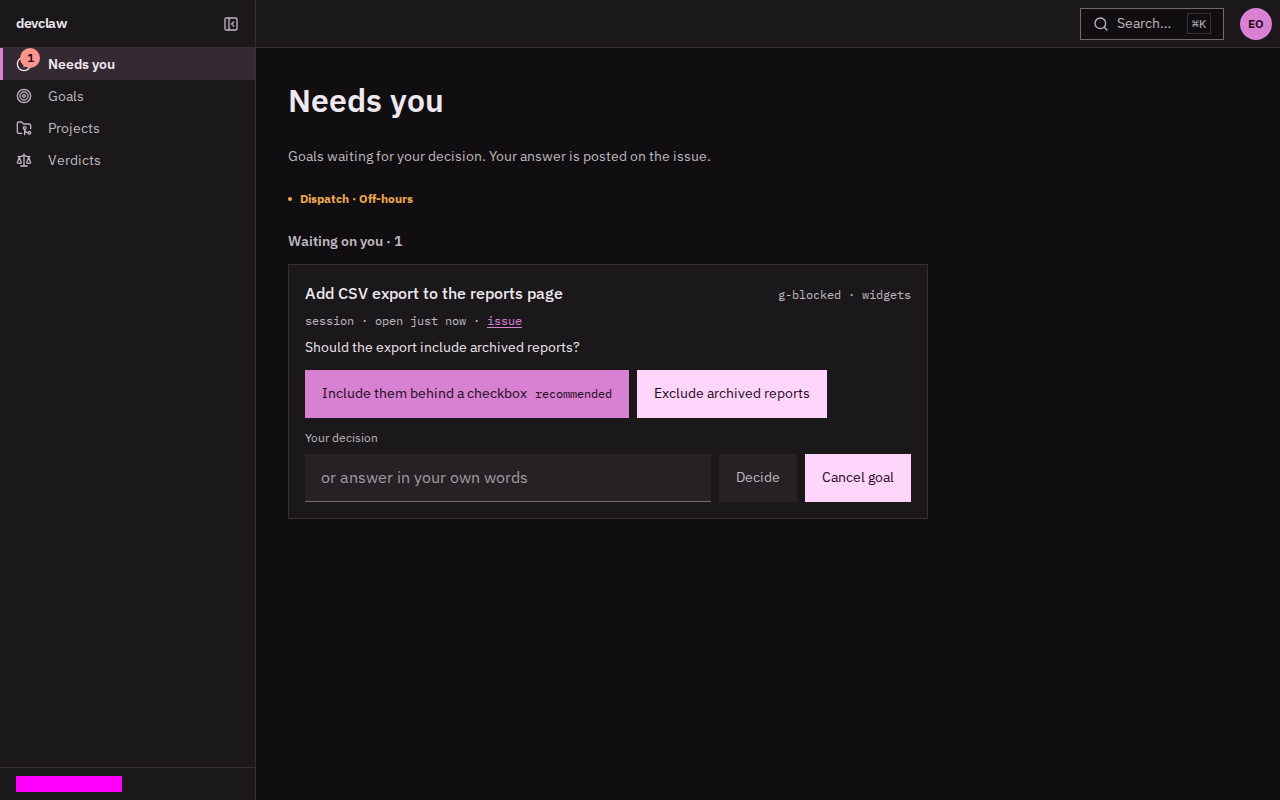 devclaw
Search... ⌘K
EO
1
Needs you
Goals
Projects
Verdicts
Needs you
Goals waiting for your decision. Your answer is posted on the issue.
Dispatch · Off-hours
Waiting on you · 1
Add CSV export to the reports page
g-blocked · widgets
session · open just now · issue
Should the export include archived reports?
Include them behind a checkbox recommended
Exclude archived reports
Your decision
or answer in your own words
Decide
Cancel goal